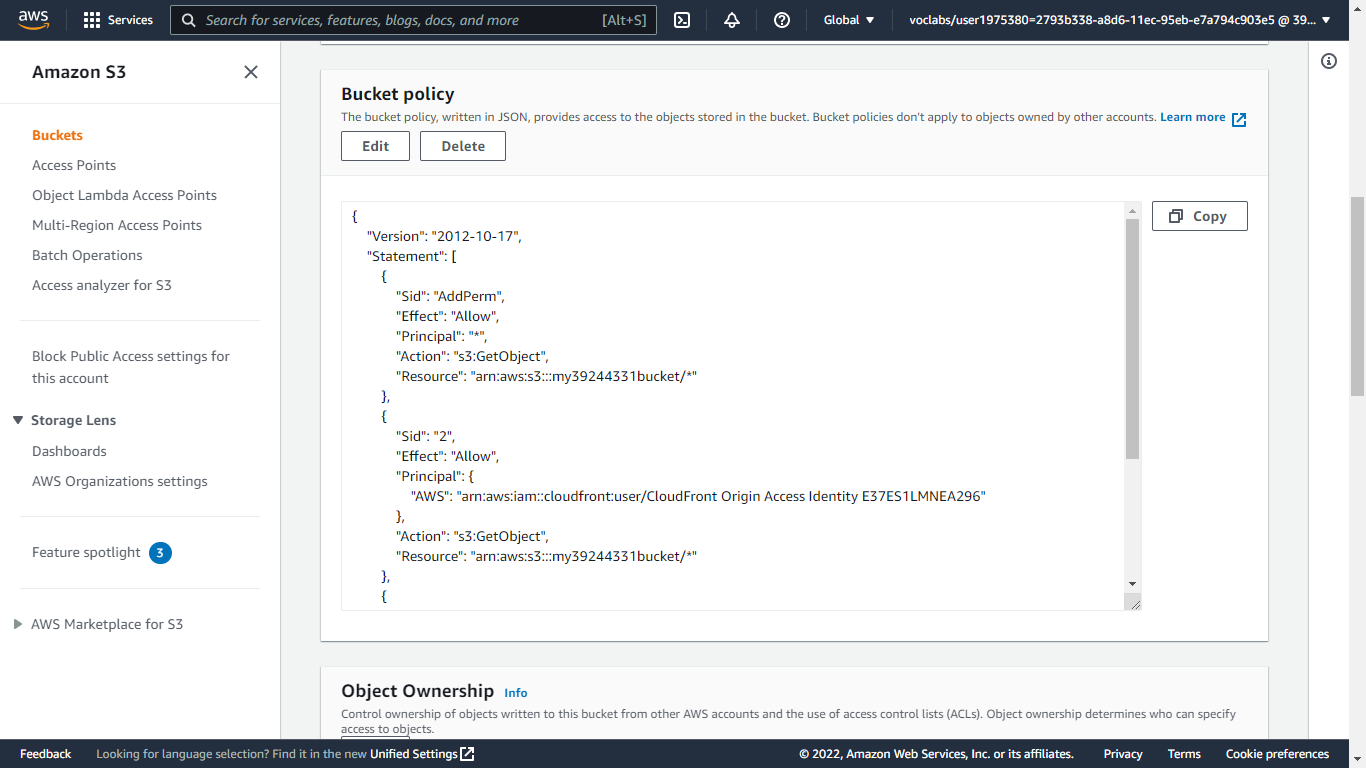 aws
Services
Search for services, features, blogs, docs, and more
[Alt+S]
Global
voclabs/user1975380=2793b338-a8d6-11ec-95eb-e7a794c903e5 @ 39...
Amazon S3
Buckets
Access Points
Object Lambda Access Points
Multi-Region Access Points
Batch Operations
Access analyzer for S3
Block Public Access settings for
this account
Storage Lens
Dashboards
AWS Organizations settings
Feature spotlight 3
AWS Marketplace for S3
Bucket policy
The bucket policy, written in JSON, provides access to the objects stored in the bucket. Bucket policies don't apply to objects owned by other accounts. Learn more
Edit
Delete
Copy
{
"Version": "2012-10-17",
"Statement": [
{
"Sid": "AddPerm",
"Effect": "Allow",
"Principal": "*",
"Action": "s3:GetObject",
"Resource": "arn:aws:s3:::my39244331bucket/*"
},
{
"Sid": "2",
"Effect": "Allow",
"Principal": {
"AWS": "arn:aws:iam::cloudfront:user/CloudFront Origin Access Identity E37ES1LMNEA296"
},
"Action": "s3:GetObject",
"Resource": "arn:aws:s3:::my39244331bucket/*"
},
{
Object Ownership Info
Control ownership of objects written to this bucket from other AWS accounts and the use of access control lists (ACLs). Object ownership determines who can specify
access to objects.
Feedback
Looking for language selection? Find it in the new Unified Settings
© 2022, Amazon Web Services, Inc. or its affiliates.
Privacy
Terms
Cookie preferences